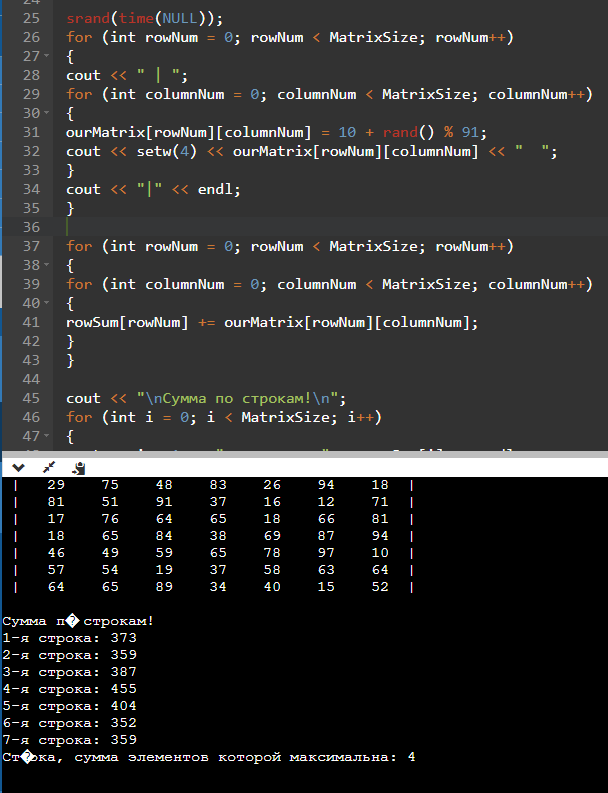 25 srand(time(NULL));
26 for (int rowNum = 0; rowNum < MatrixSize; rowNum++)
27 {
28 cout << " | ";
29 for (int columnNum = 0; columnNum < MatrixSize; columnNum++)
30 {
31 ourMatrix[rowNum][columnNum] = 10 + rand() % 91;
32 cout << setw(4) << ourMatrix[rowNum][columnNum] << "  ";
33 }
34 cout << "|" << endl;
35 }
36
37 for (int rowNum = 0; rowNum < MatrixSize; rowNum++)
38 {
39 for (int columnNum = 0; columnNum < MatrixSize; columnNum++)
40 {
41 rowSum[rowNum] += ourMatrix[rowNum][columnNum];
42 }
43 }
44
45 cout << "\nСумма по строкам!\n";
46 for (int i = 0; i < MatrixSize; i++)
47 {
| 29 75 48 83 26 94 18 |
| 81 51 91 37 16 12 71 |
| 17 76 64 65 18 66 81 |
| 18 65 84 38 69 87 94 |
| 46 49 59 65 78 97 10 |
| 57 54 19 37 58 63 64 |
| 64 65 89 34 40 15 52 |
Сумма п� строкам!
1-я строка: 373
2-я строка: 359
3-я строка: 387
4-я строка: 455
5-я строка: 404
6-я строка: 352
7-я строка: 359
Ст�ока, сумма элементов которой максимальна: 4